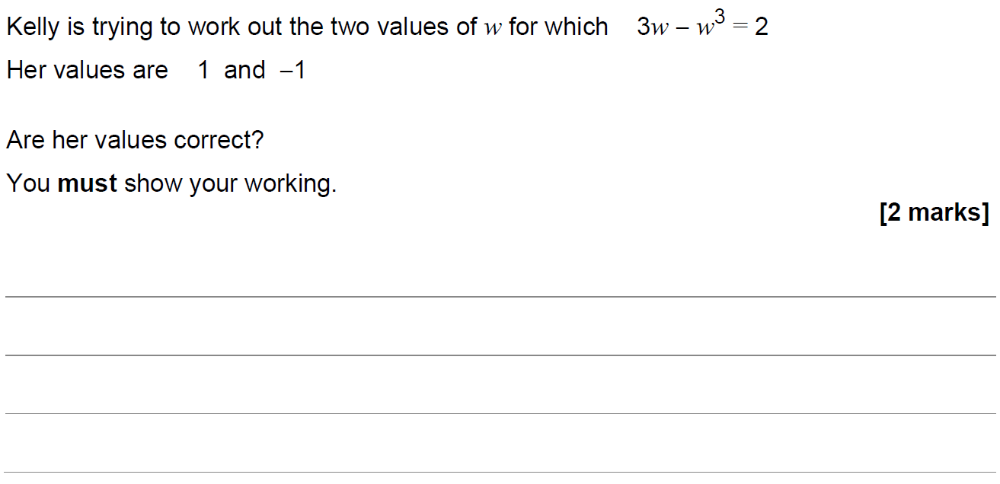 Kelly is trying to work out the two values of w for which 3w – w³ = 2
Her values are 1 and –1
Are her values correct?
You must show your working.
[2 marks]